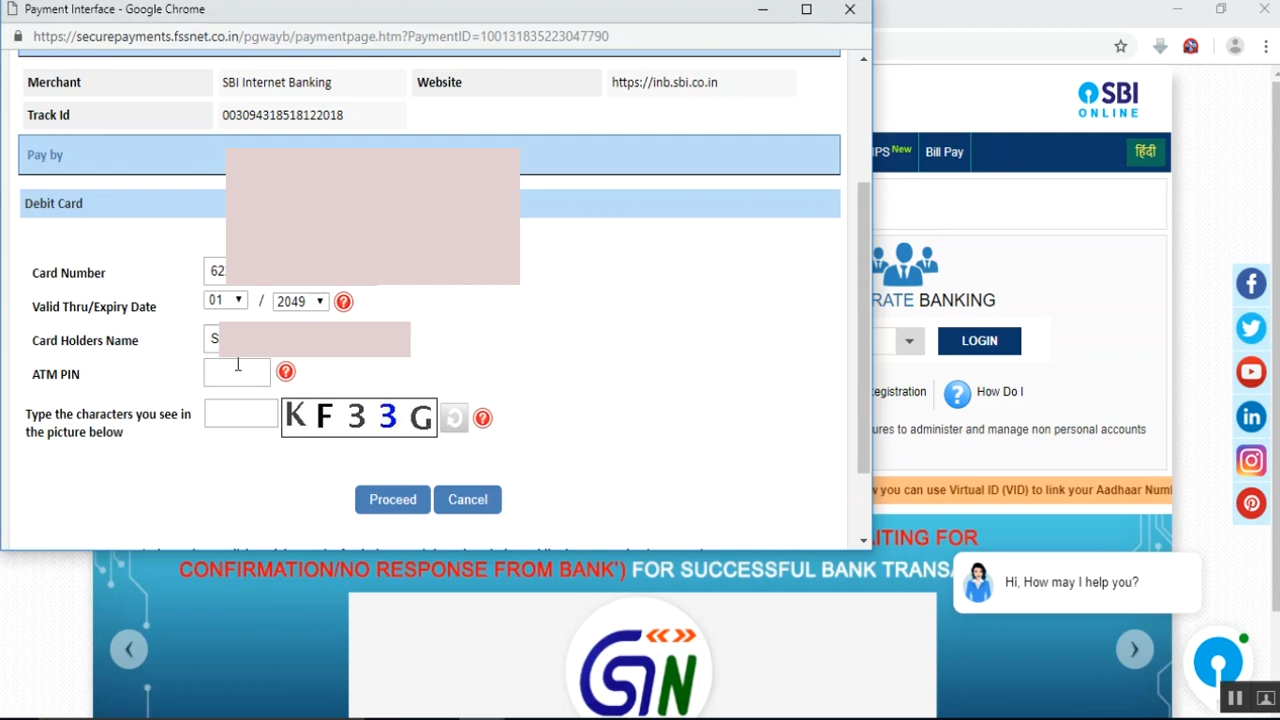 Payment Interface - Google Chrome
https://securepayments.fssnet.co.in/pgwayb/paymentpage.htm?PaymentID=100131835223047790
Merchant SBI Internet Banking Website https://inb.sbi.co.in
Track Id 003094318518122018
Pay by
Debit Card
Card Number 62
Valid Thru/Expiry Date 01 / 2049
Card Holders Name S
ATM PIN
Type the characters you see in
the picture below
KF33G
Proceed Cancel
SBI
ONLINE
PS New Bill Pay हिंदी
RATE BANKING
LOGIN
egistration How Do I
ures to administer and manage non personal accounts
you can use Virtual ID (VID) to link your Aadhaar Num
AITING FOR
CONFIRMATION/NO RESPONSE FROM BANK') FOR SUCCESSFUL BANK TRANS
Hi, How may I help you?